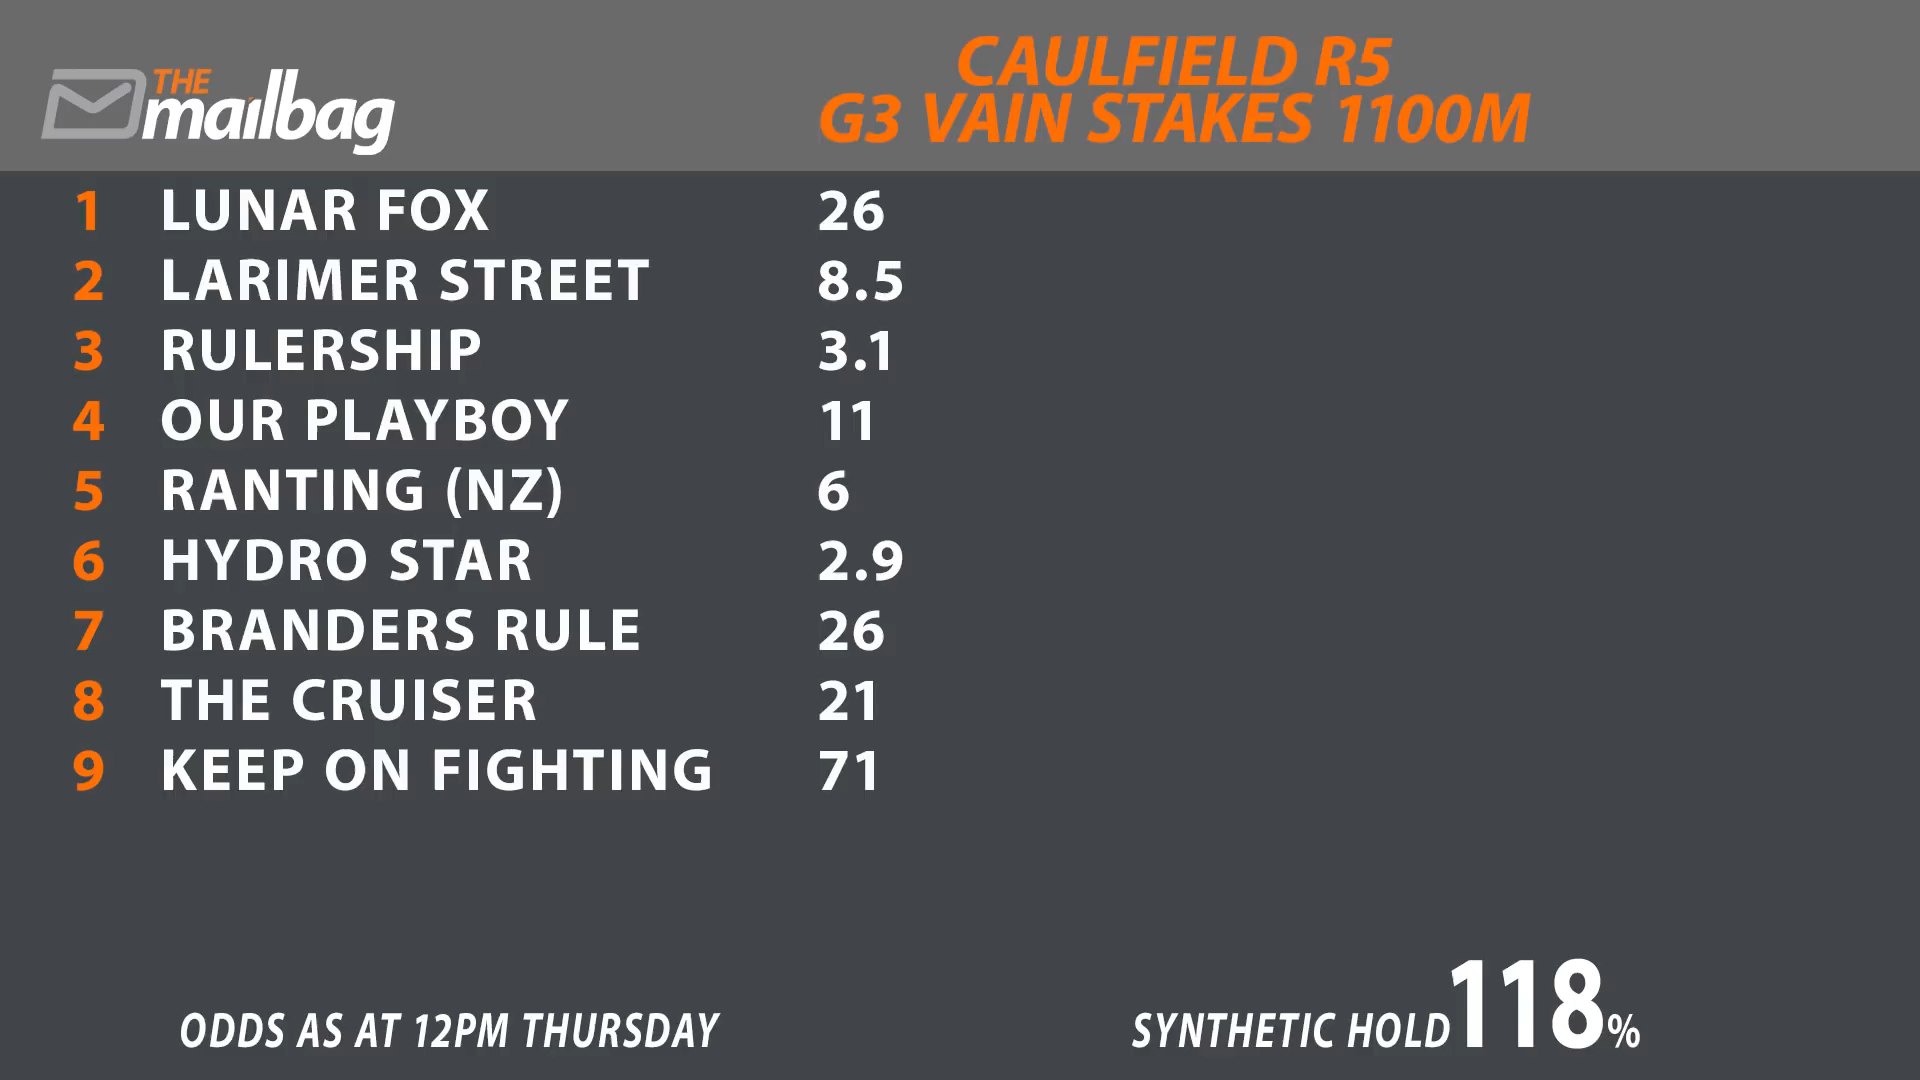 THE
mailbag
CAULFIELD R5
G3 VAIN STAKES 1100M
1 LUNAR FOX 26
2 LARIMER STREET 8.5
3 RULERSHIP 3.1
4 OUR PLAYBOY 11
5 RANTING (NZ) 6
6 HYDRO STAR 2.9
7 BRANDERS RULE 26
8 THE CRUISER 21
9 KEEP ON FIGHTING 71
ODDS AS AT 12PM THURSDAY
SYNTHETIC HOLD 118%